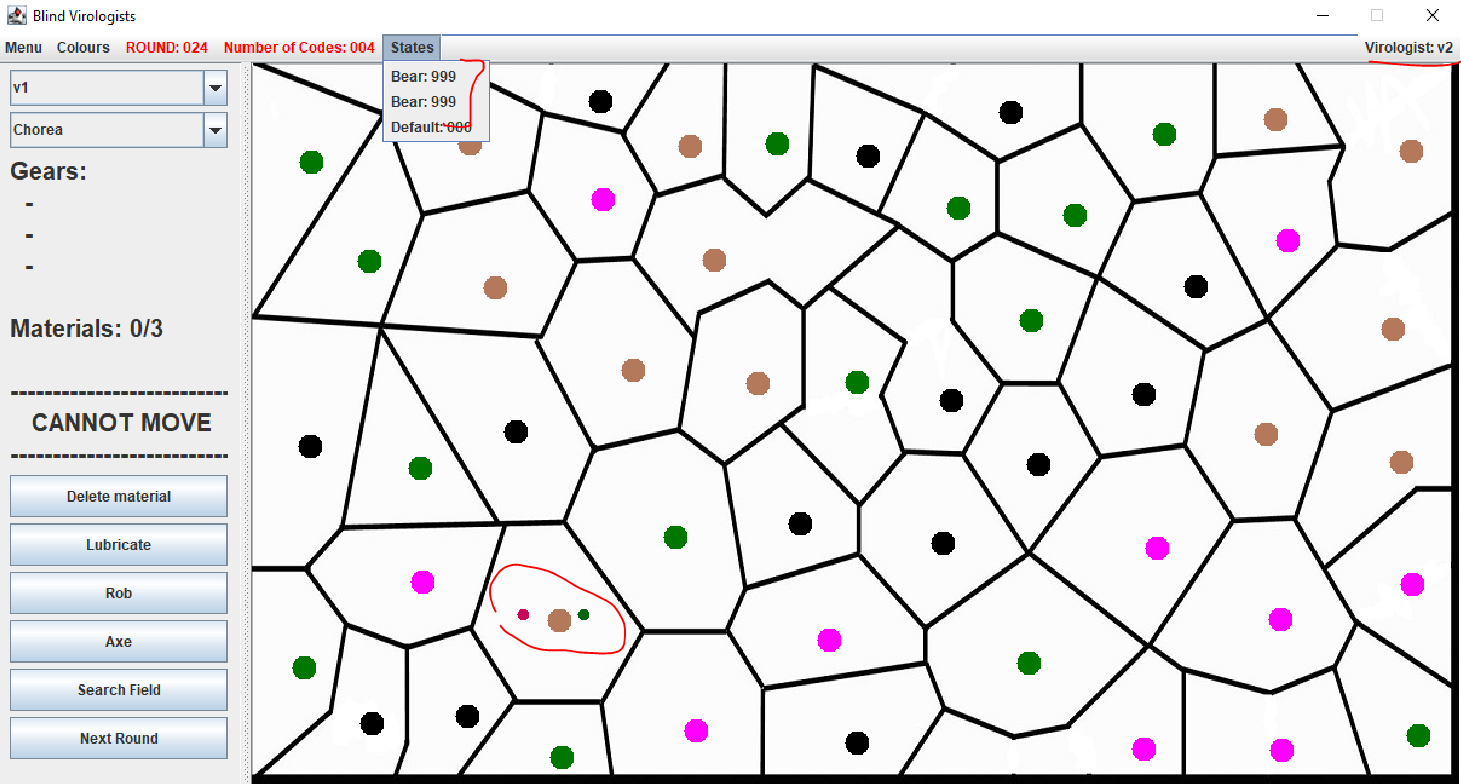 Blind Virologists
Menu Colours ROUND: 024 Number of Codes: 004 States Virologist: v2
Bear: 999
Bear: 999
Default: 000
v1
Chorea
Gears:
-
-
-
Materials: 0/3
---------------------------
CANNOT MOVE
---------------------------
Delete material
Lubricate
Rob
Axe
Search Field
Next Round